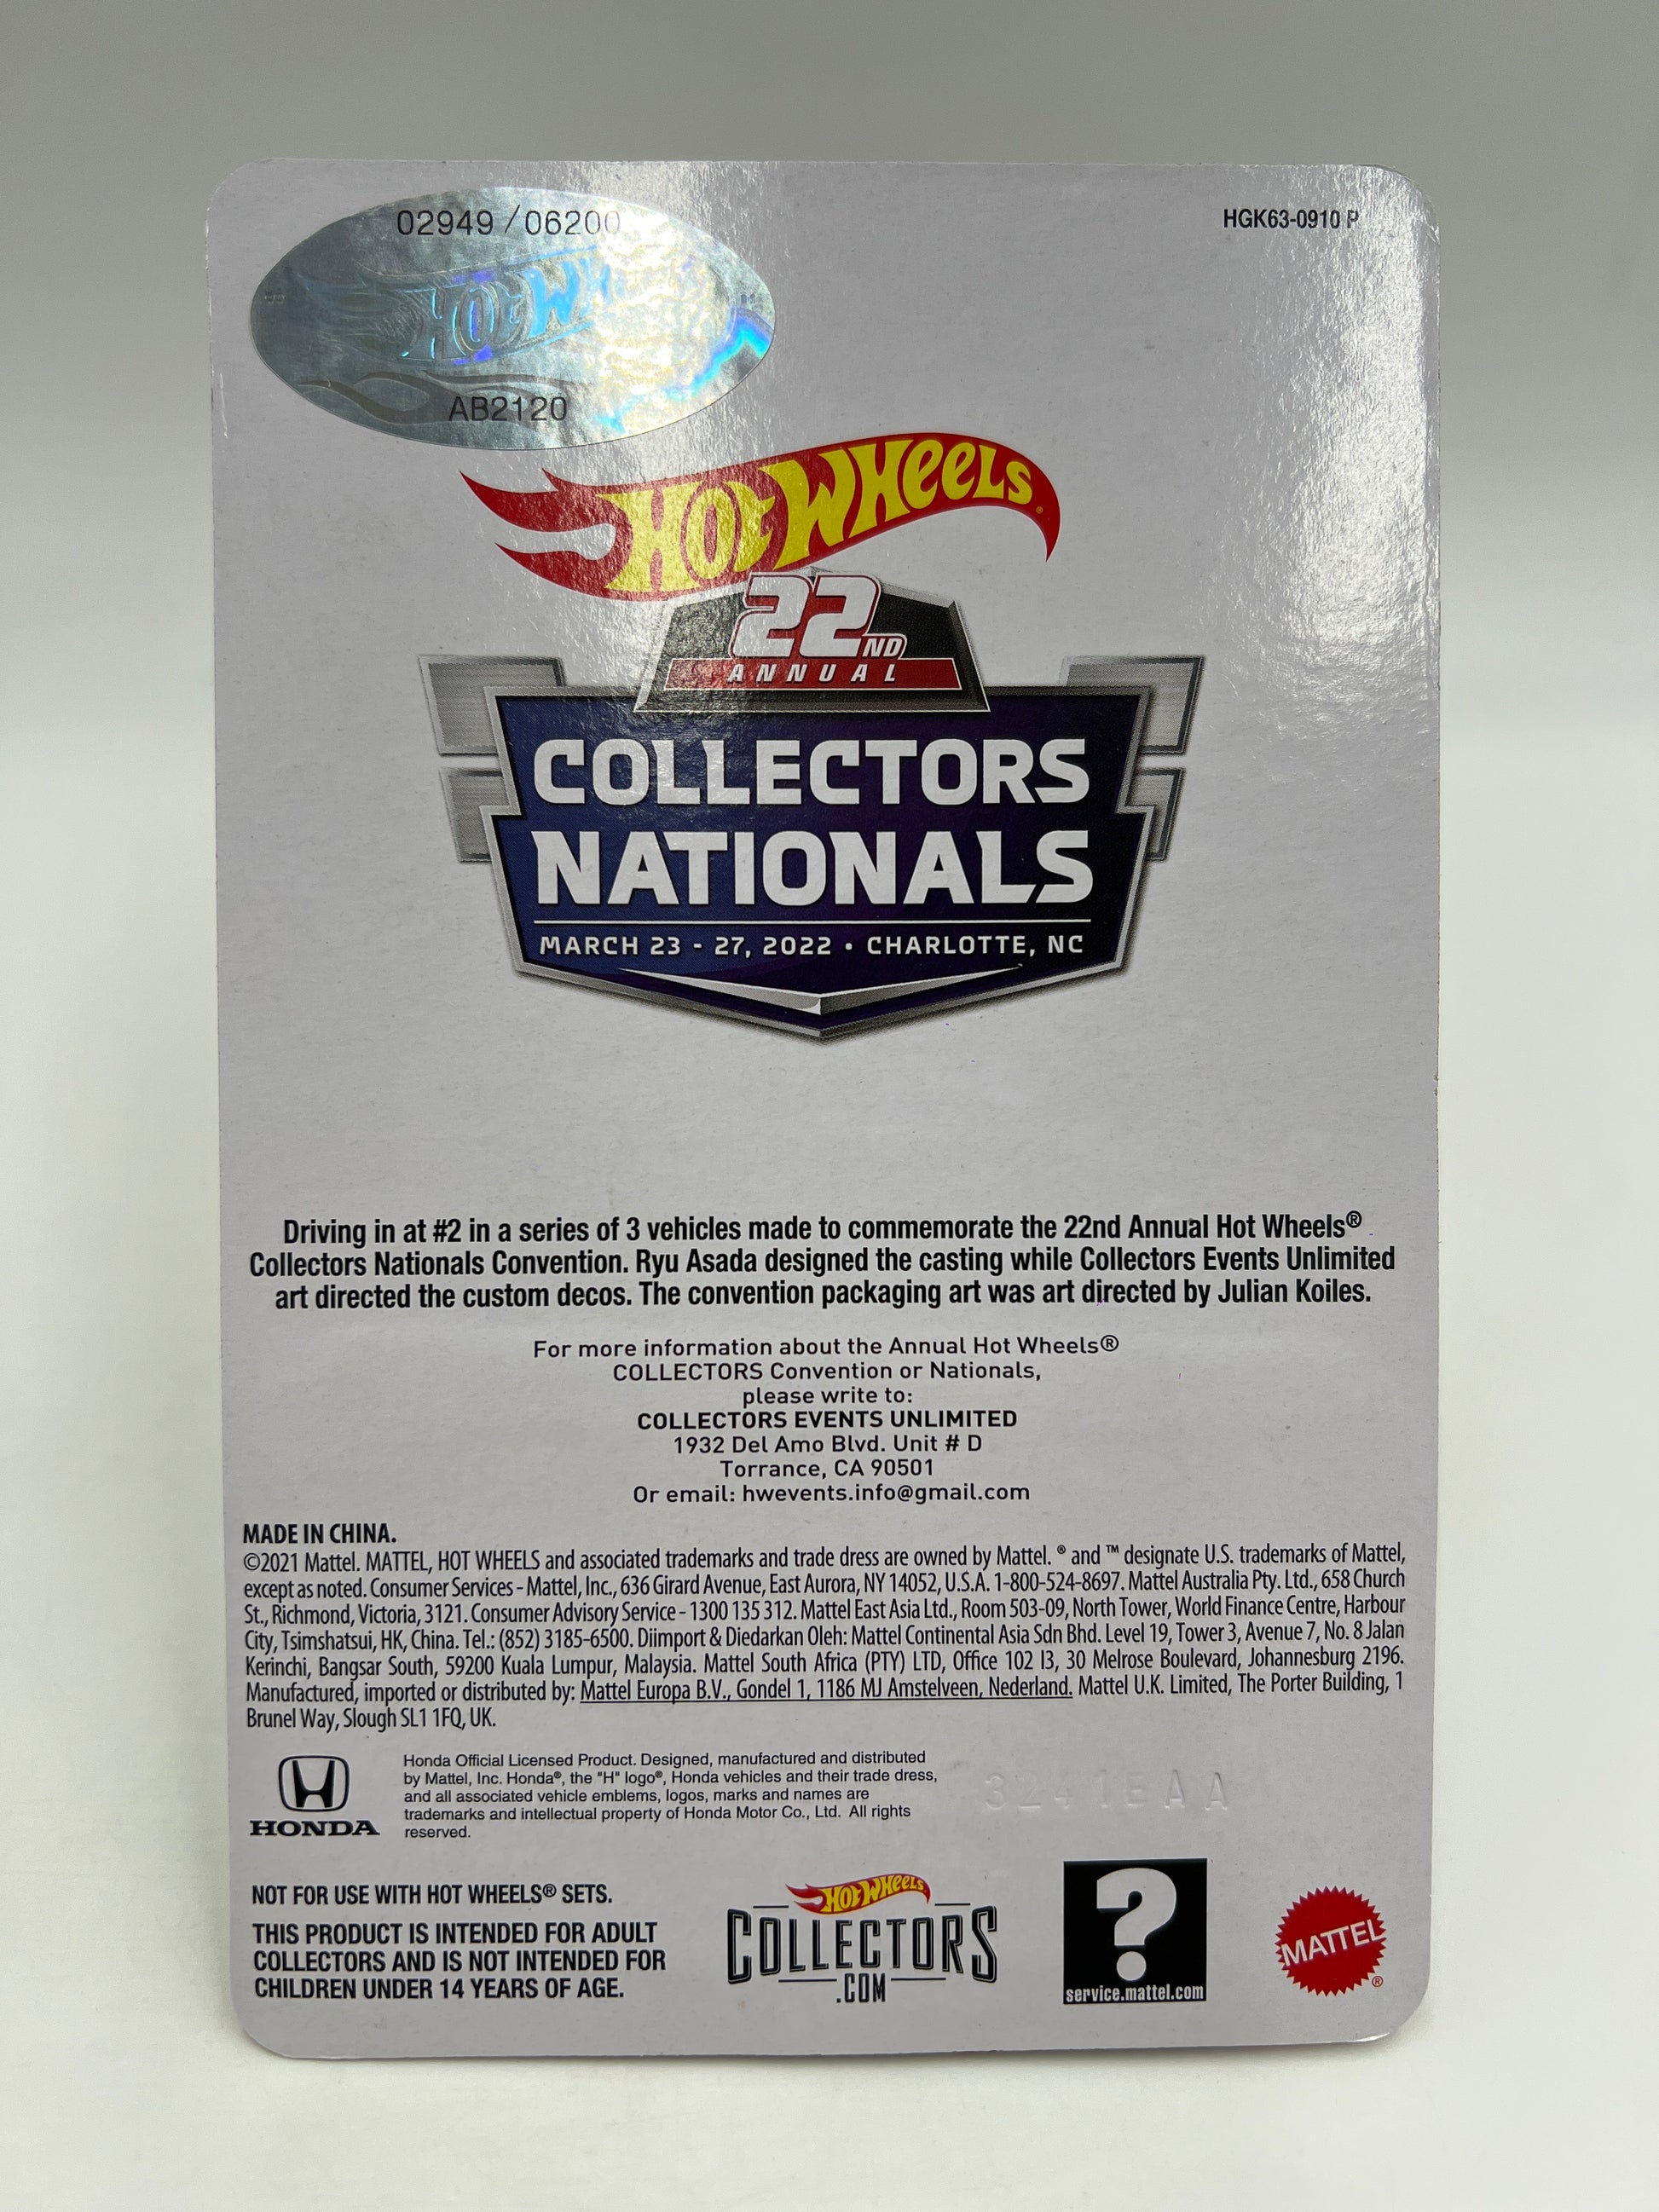 02949 / 06200
HGK63-0910 P
HOT W
AB2120
HOT WHEELS
22ND
ANNUAL
COLLECTORS
NATIONALS
MARCH 23 - 27, 2022 • CHARLOTTE, NC
Driving in at #2 in a series of 3 vehicles made to commemorate the 22nd Annual Hot Wheels®
Collectors Nationals Convention. Ryu Asada designed the casting while Collectors Events Unlimited
art directed the custom decos. The convention packaging art was art directed by Julian Koiles.
For more information about the Annual Hot Wheels®
COLLECTORS Convention or Nationals,
please write to:
COLLECTORS EVENTS UNLIMITED
1932 Del Amo Blvd. Unit # D
Torrance, CA 90501
Or email: hwevents.info@gmail.com
MADE IN CHINA.
©2021 Mattel. MATTEL, HOT WHEELS and associated trademarks and trade dress are owned by Mattel. ® and ™ designate U.S. trademarks of Mattel,
except as noted. Consumer Services - Mattel, Inc., 636 Girard Avenue, East Aurora, NY 14052, U.S.A. 1-800-524-8697. Mattel Australia Pty. Ltd., 658 Church
St., Richmond, Victoria, 3121. Consumer Advisory Service - 1300 135 312. Mattel East Asia Ltd., Room 503-09, North Tower, World Finance Centre, Harbour
City, Tsimshatsui, HK, China. Tel.: (852) 3185-6500. Diimport & Diedarkan Oleh: Mattel Continental Asia Sdn Bhd. Level 19, Tower 3, Avenue 7, No. 8 Jalan
Kerinchi, Bangsar South, 59200 Kuala Lumpur, Malaysia. Mattel South Africa (PTY) LTD, Office 102 I3, 30 Melrose Boulevard, Johannesburg 2196.
Manufactured, imported or distributed by: Mattel Europa B.V., Gondel 1, 1186 MJ Amstelveen, Nederland. Mattel U.K. Limited, The Porter Building, 1
Brunel Way, Slough SL1 1FQ, UK.
HONDA
Honda Official Licensed Product. Designed, manufactured and distributed
by Mattel, Inc. Honda®, the "H" logo®, Honda vehicles and their trade dress,
and all associated vehicle emblems, logos, marks and names are
trademarks and intellectual property of Honda Motor Co., Ltd. All rights
reserved.
NOT FOR USE WITH HOT WHEELS® SETS.
THIS PRODUCT IS INTENDED FOR ADULT
COLLECTORS AND IS NOT INTENDED FOR
CHILDREN UNDER 14 YEARS OF AGE.
HOT WHEELS
COLLECTORS
.COM
?
service.mattel.com
MATTEL®